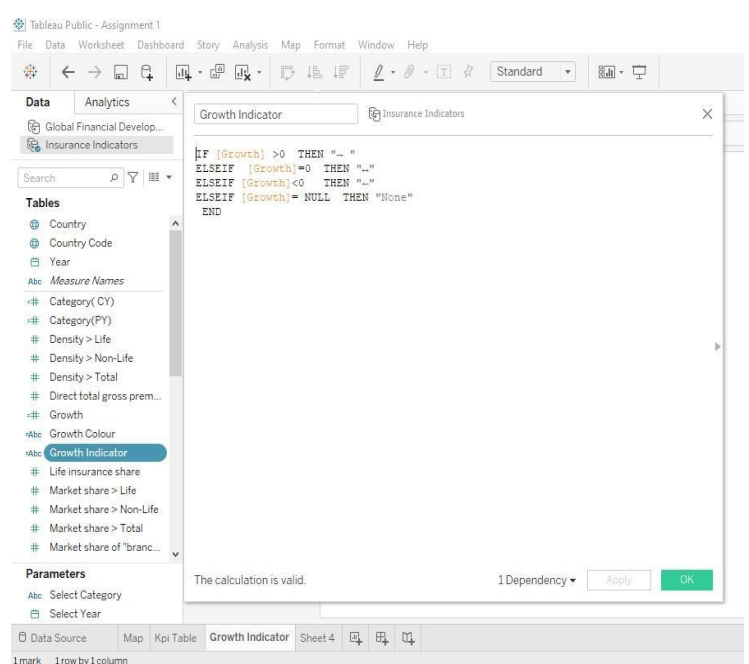 Tableau Public - Assignment 1
File Data Worksheet Dashboard Story Analysis Map Format Window Help
Standard
Data Analytics
Global Financial Develop...
Insurance Indicators
Search
Tables
Country
Country Code
Year
Abc Measure Names
Category( CY)
Category(PY)
Density > Life
Density > Non-Life
Density > Total
Direct total gross prem...
Growth
Abc Growth Colour
Abc Growth Indicator
Life insurance share
Market share > Life
Market share > Non-Life
Market share > Total
Market share of "branc...
Parameters
Abc Select Category
Select Year
Growth Indicator
Insurance Indicators
IF [Growth] >0 THEN "→ "
ELSEIF [Growth]=0 THEN "↔"
ELSEIF [Growth]<0 THEN "←"
ELSEIF [Growth]= NULL THEN "None"
END
The calculation is valid.
1 Dependency
Apply
OK
Data Source Map Kpi Table Growth Indicator Sheet 4
1 mark 1 row by 1 column